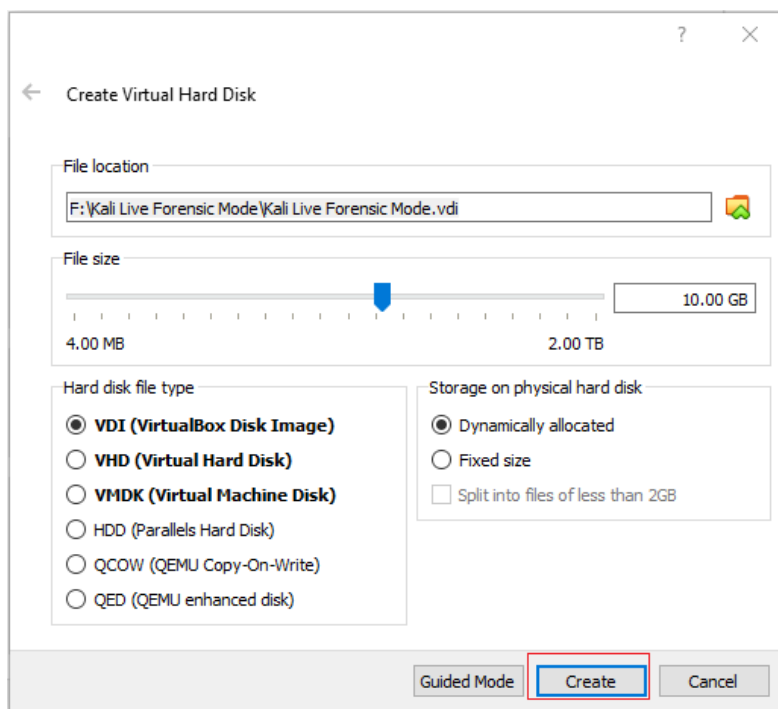 ?
Create Virtual Hard Disk
File location
F:\Kali Live Forensic Mode\Kali Live Forensic Mode.vdi
File size
10.00 GB
4.00 MB 2.00 TB
Hard disk file type
VDI (VirtualBox Disk Image)
VHD (Virtual Hard Disk)
VMDK (Virtual Machine Disk)
HDD (Parallels Hard Disk)
QCOW (QEMU Copy-On-Write)
QED (QEMU enhanced disk)
Storage on physical hard disk
Dynamically allocated
Fixed size
Split into files of less than 2GB
Guided Mode Create Cancel